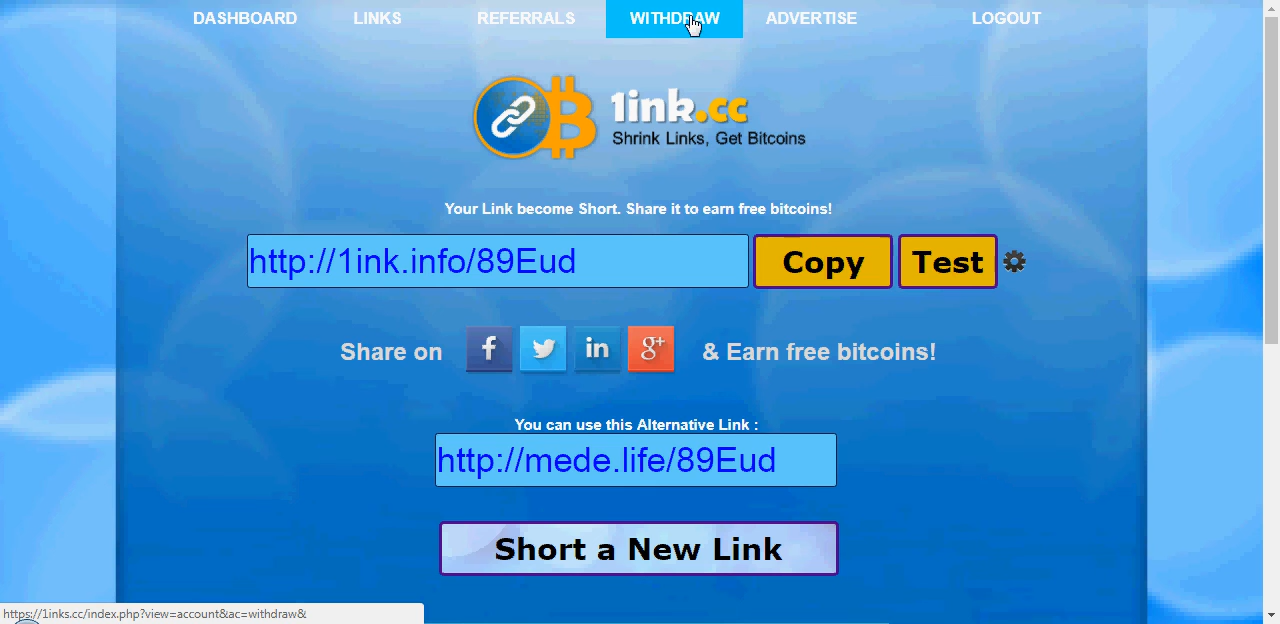 DASHBOARD LINKS REFERRALS WITHDRAW ADVERTISE LOGOUT
1ink.cc
Shrink Links, Get Bitcoins
Your Link become Short. Share it to earn free bitcoins!
http://1ink.info/89Eud Copy Test
Share on f in g+ & Earn free bitcoins!
You can use this Alternative Link :
http://mede.life/89Eud
Short a New Link
https://1inks.cc/index.php?view=account&ac=withdraw&